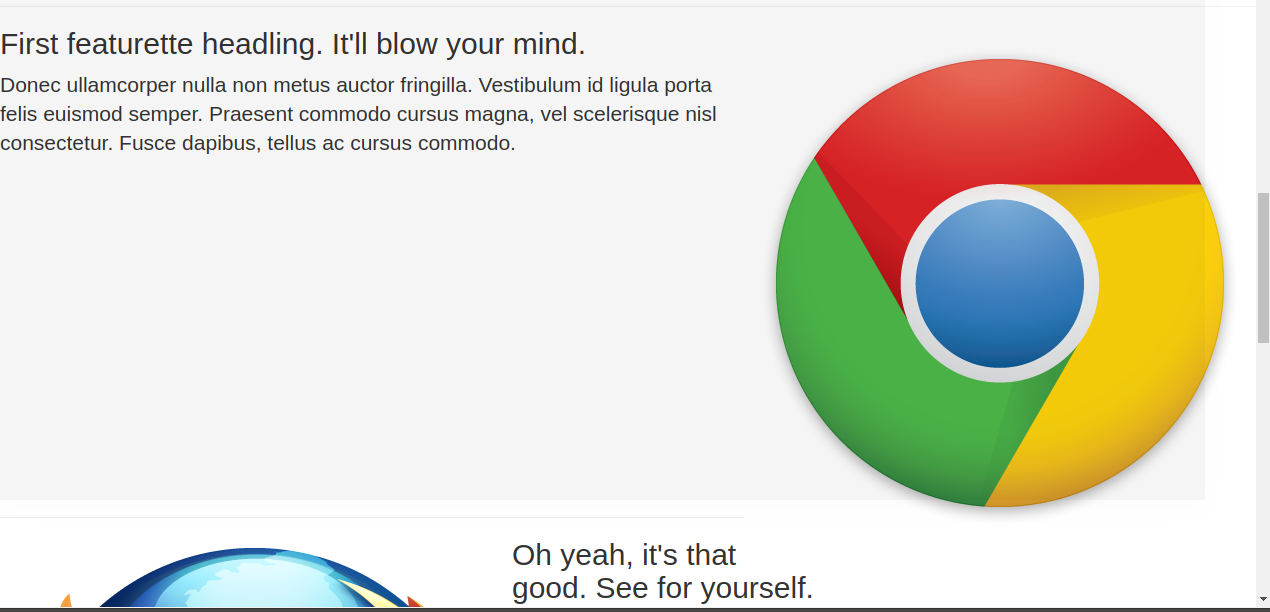 First featurette headling. It'll blow your mind.
Donec ullamcorper nulla non metus auctor fringilla. Vestibulum id ligula porta
felis euismod semper. Praesent commodo cursus magna, vel scelerisque nisl
consectetur. Fusce dapibus, tellus ac cursus commodo.
Oh yeah, it's that
good. See for yourself.